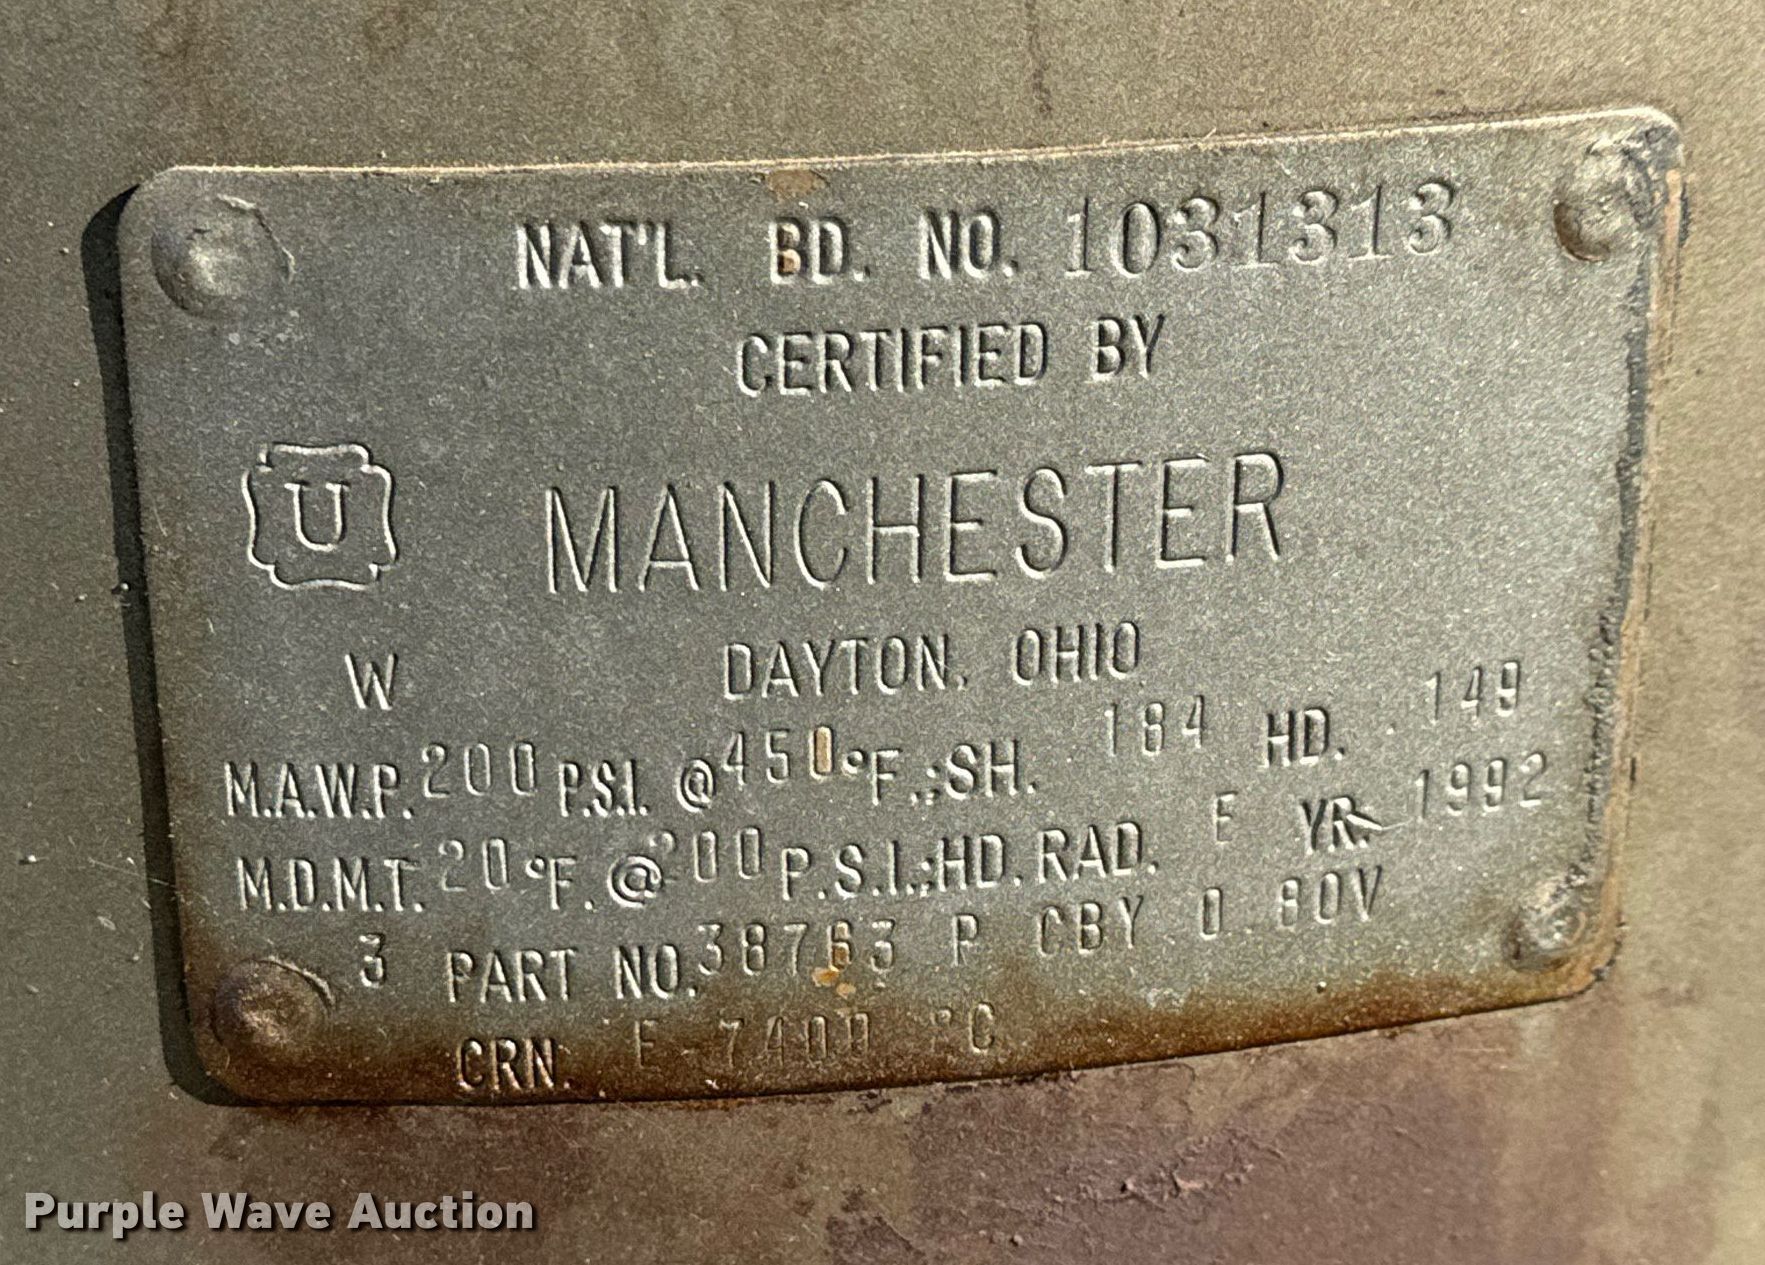 NAT'L. BD. NO. 1031313
CERTIFIED BY
U
MANCHESTER
W DAYTON, OHIO
M.A.W.P. 200 P.S.I. @ 450 °F.; SH. 184 HD. .149
M.D.M.T. 20 °F. @ 200 P.S.I.; HD. RAD. E YR. 1992
3 PART NO. 38763 P CBY 0.80V
CRN. F 7400 C
Purple Wave Auction